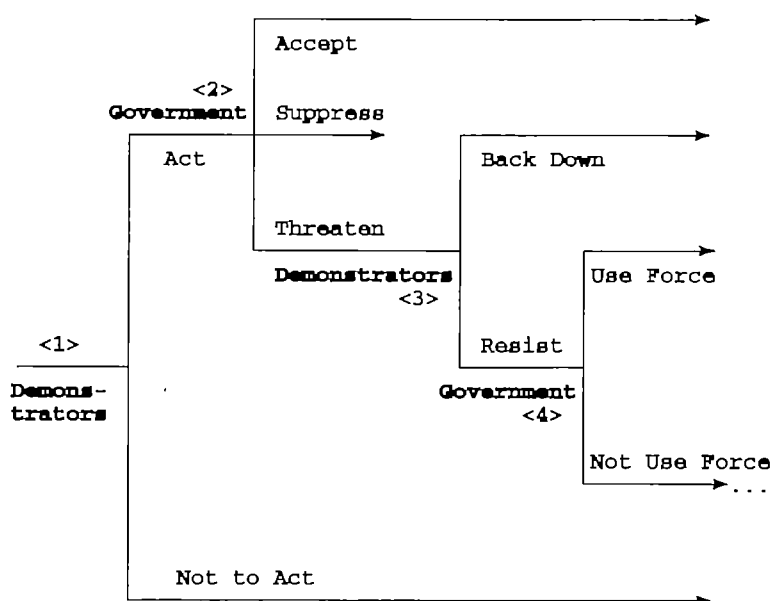 Accept
<2>
Government
Suppress
Act
Back Down
Threaten
Demonstrators
<3>
Use Force
<1>
Resist
Demons-
trators
Government
<4>
Not Use Force
...
Not to Act